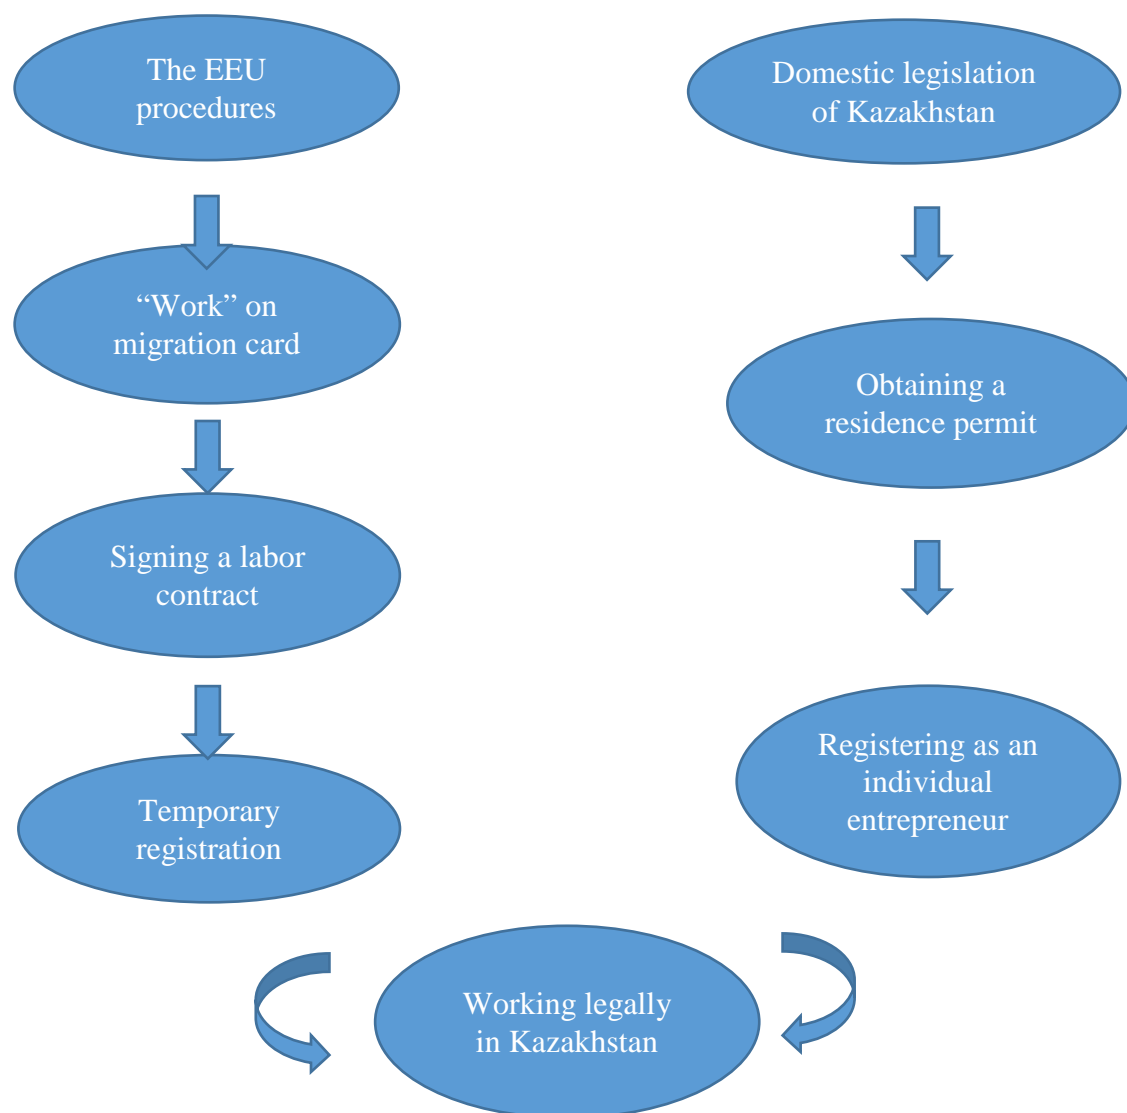 The EEU
procedures
“Work” on
migration card
Signing a labor
contract
Temporary
registration
Domestic legislation
of Kazakhstan
Obtaining a
residence permit
Registering as an
individual
entrepreneur
Working legally
in Kazakhstan